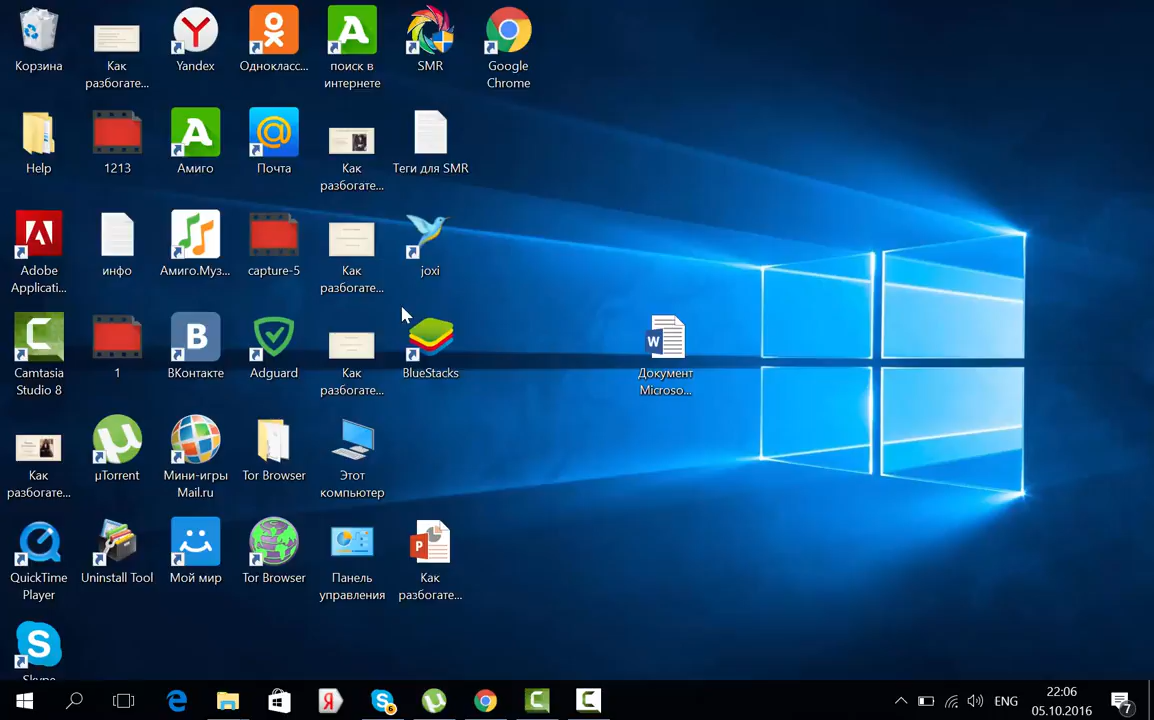 Корзина
Как
разбогате...
Yandex
Одноклассс...
поиск в
интернете
SMR
Google
Chrome
Help
1213
Амиго
Почта
Как
разбогате...
Теги для SMR
Adobe
Applicati...
инфо
Амиго.Муз...
capture-5
Как
разбогате...
joxi
Camtasia
Studio 8
1
ВКонтакте
Adguard
Как
разбогате...
BlueStacks
Документ
Microso...
Как
разбогате...
µTorrent
Мини-игры
Mail.ru
Tor Browser
Этот
компьютер
QuickTime
Player
Uninstall Tool
Мой мир
Tor Browser
Панель
управления
Как
разбогате...
Skype
6
ENG
22:06
05.10.2016
7